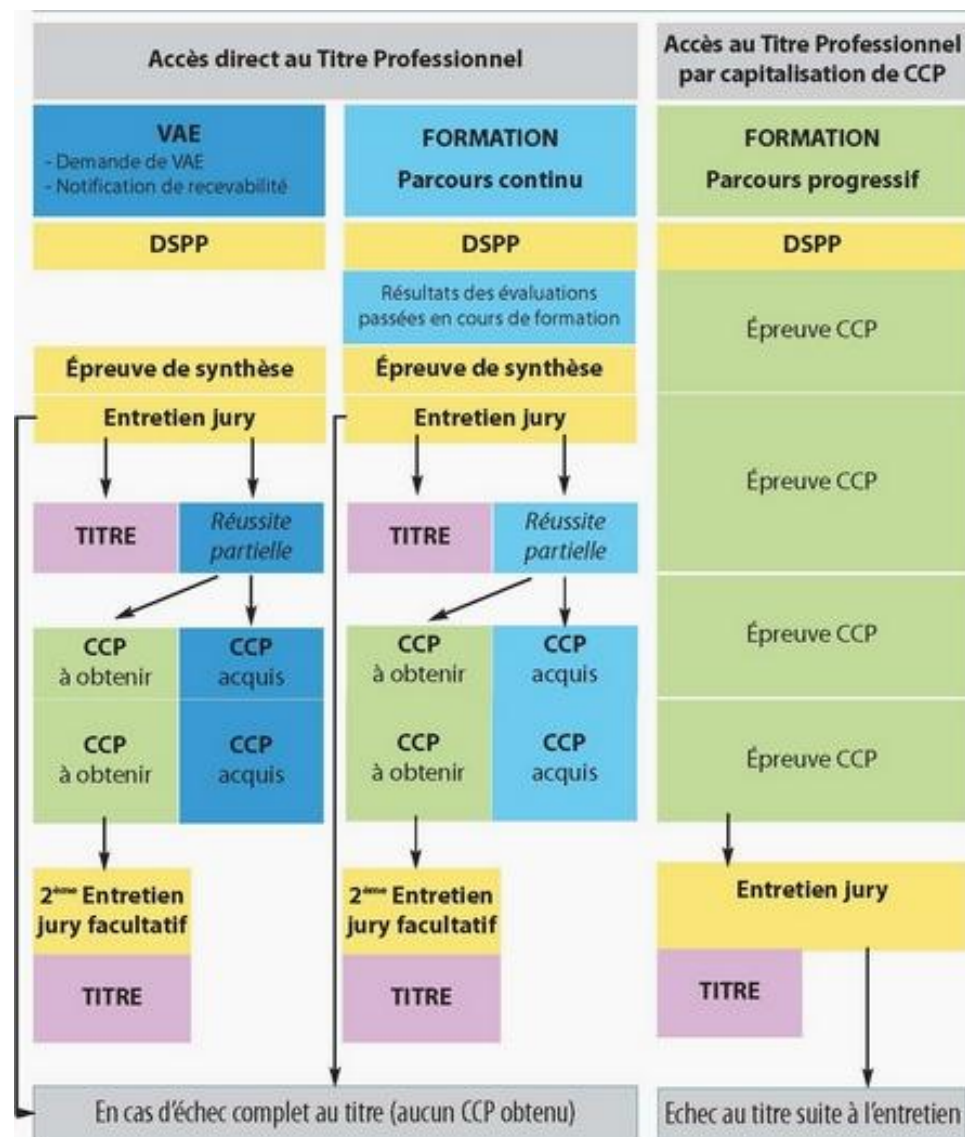 Accès direct au Titre Professionnel
Accès au Titre Professionnel
par capitalisation de CCP
VAE
- Demande de VAE
- Notification de recevabilité
FORMATION
Parcours continu
FORMATION
Parcours progressif
DSPP
DSPP
DSPP
Résultats des évaluations
passées en cours de formation
Épreuve CCP
Épreuve de synthèse
Épreuve de synthèse
Entretien jury
Entretien jury
Épreuve CCP
TITRE
Réussite
partielle
TITRE
Réussite
partielle
CCP
à obtenir
CCP
acquis
CCP
à obtenir
CCP
acquis
Épreuve CCP
CCP
à obtenir
CCP
acquis
CCP
à obtenir
CCP
acquis
Épreuve CCP
2ème Entretien
jury facultatif
2ème Entretien
jury facultatif
Entretien jury
TITRE
TITRE
TITRE
En cas d'échec complet au titre (aucun CCP obtenu)
Echec au titre suite à l'entretien